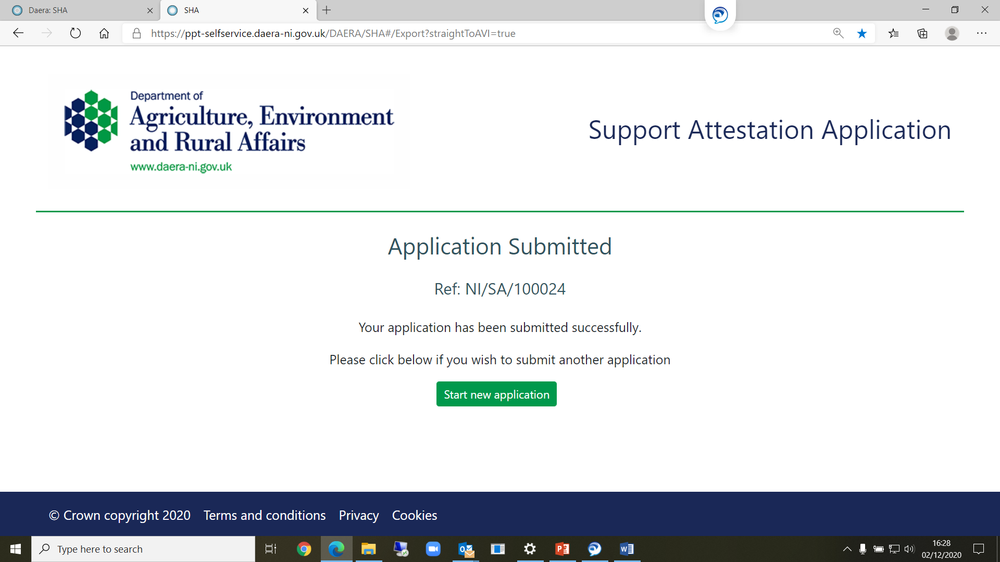 Daera: SHA
SHA
https://ppt-selfservice.daera-ni.gov.uk/DAERA/SHA#/Export?straightToAVI=true
Department of
Agriculture, Environment
and Rural Affairs
www.daera-ni.gov.uk
Support Attestation Application
Application Submitted
Ref: NI/SA/100024
Your application has been submitted successfully.
Please click below if you wish to submit another application
Start new application
© Crown copyright 2020 Terms and conditions Privacy Cookies
Type here to search
16:28
02/12/2020